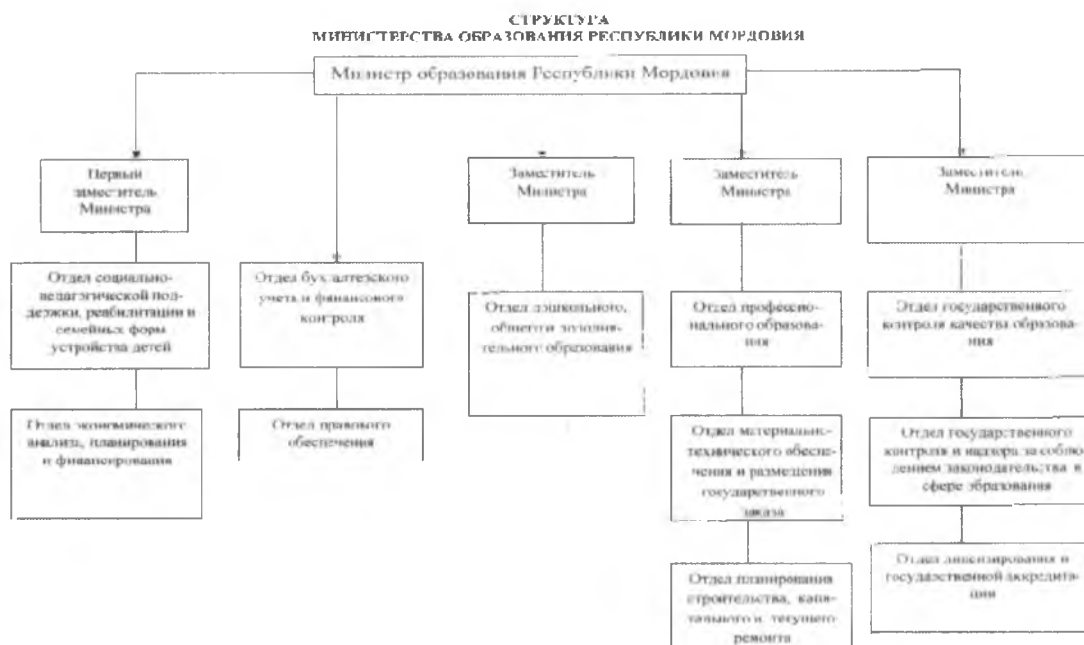 СТРУКТУРА
МИНИСТЕРСТВА ОБРАЗОВАНИЯ РЕСПУБЛИКИ МОРДОВИЯ
Министр образования Республики Мордовия
Первый
заместитель
Министра
Отдел социально-
педагогической под-
держки, реабилитации и
семейных форм
устройства детей
Отдел экономического
анализа, планирования
и финансирования
Отдел бухгалтерского
учета и финансового
контроля
Отдел правового
обеспечения
Заместитель
Министра
Отдел дошкольного,
общего и дополни-
тельного образования
Заместитель
Министра
Отдел профессио-
нального образова-
ния
Отдел материально-
технического обеспе-
чения и размещения
государственного
заказа
Отдел планирования
строительства, капи-
тального и текущего
ремонта
Заместитель
Министра
Отдел государственного
контроля качества образова-
ния
Отдел государственного
контроля и надзора за соблю-
дением законодательства в
сфере образования
Отдел лицензирования и
государственной аккредита-
ции